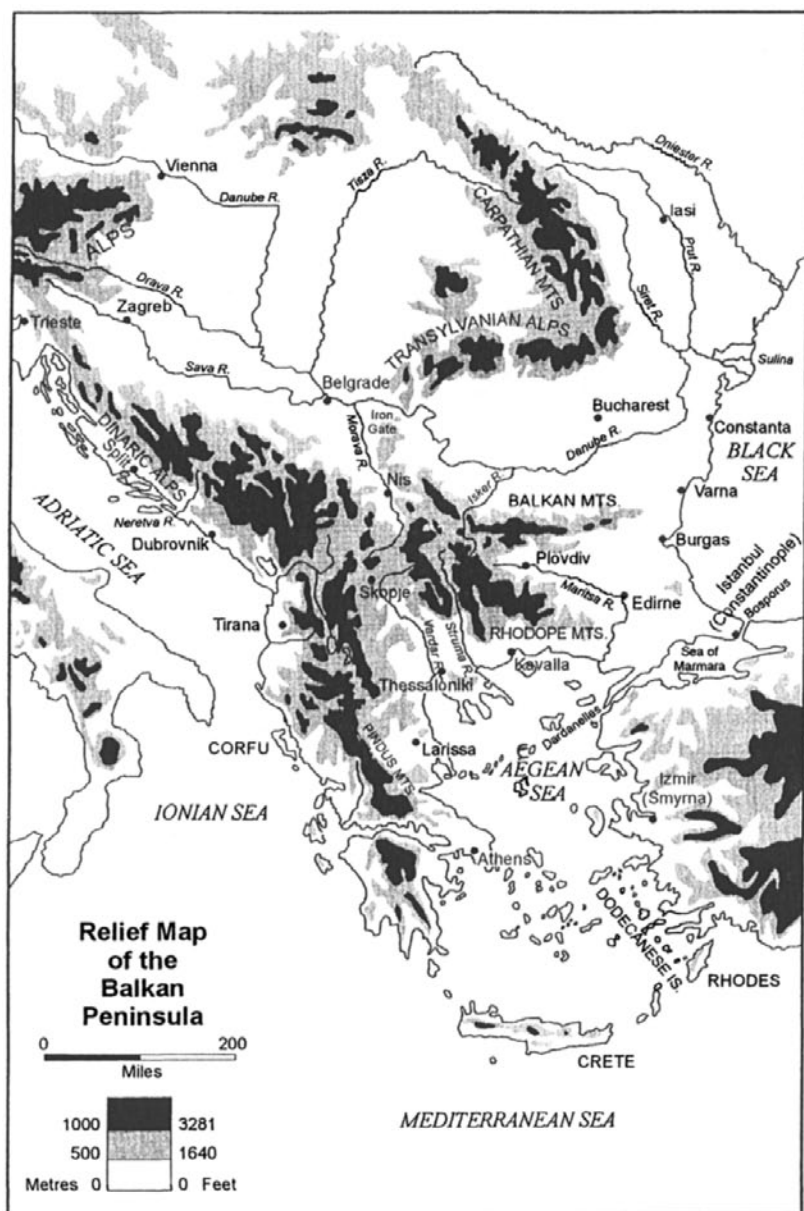 Vienna
Danube R.
Tisza R.
Dniester R.
Iasi
Prut R.
Siret R.
CARPATHIAN MTS.
ALPS
Drava R.
Zagreb
Trieste
Sava R.
TRANSYLVANIAN ALPS
Sulina
Belgrade
Iron
Gate
Morava R.
Bucharest
Danube R.
Constanta
BLACK
SEA
DINARIC ALPS
Split
Nis
Isker R.
BALKAN MTS.
Varna
Neretva R.
ADRIATIC SEA
Dubrovnik
Plovdiv
Burgas
Maritsa R.
Edirne
Istanbul
(Constantinople)
Bosporus
Skopje
Tirana
Vardar R.
Struma R.
RHODOPE MTS.
Sea of
Marmara
Kavalla
Thessaloniki
Dardanelles
CORFU
PINDUS MTS.
Larissa
AEGEAN
SEA
Izmir
(Smyrna)
IONIAN SEA
Athens
DODECANESE IS.
RHODES
CRETE
MEDITERRANEAN SEA
Relief Map
of the
Balkan
Peninsula
0 200
Miles
1000 3281
500 1640
Metres 0 0 Feet